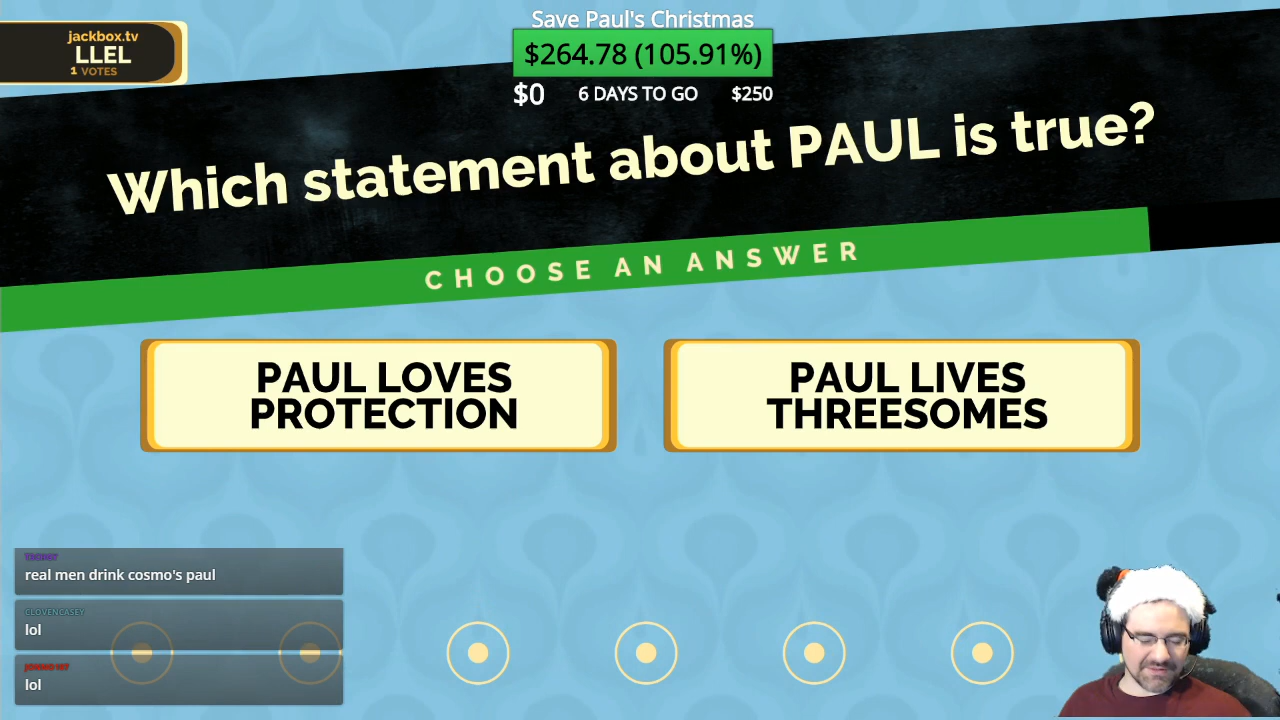 Save Paul's Christmas
jackbox.tv
LLEL
1 VOTES
$264.78 (105.91%)
$0 6 DAYS TO GO $250
Which statement about PAUL is true?
CHOOSE AN ANSWER
PAUL LOVES
PROTECTION
PAUL LIVES
THREESOMES
real men drink cosmo's paul
CLOVENCASEY
lol
lol